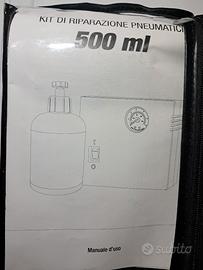 KIT DI RIPARAZIONE PNEUMATICI
500 ml
Manuale d'uso
subito